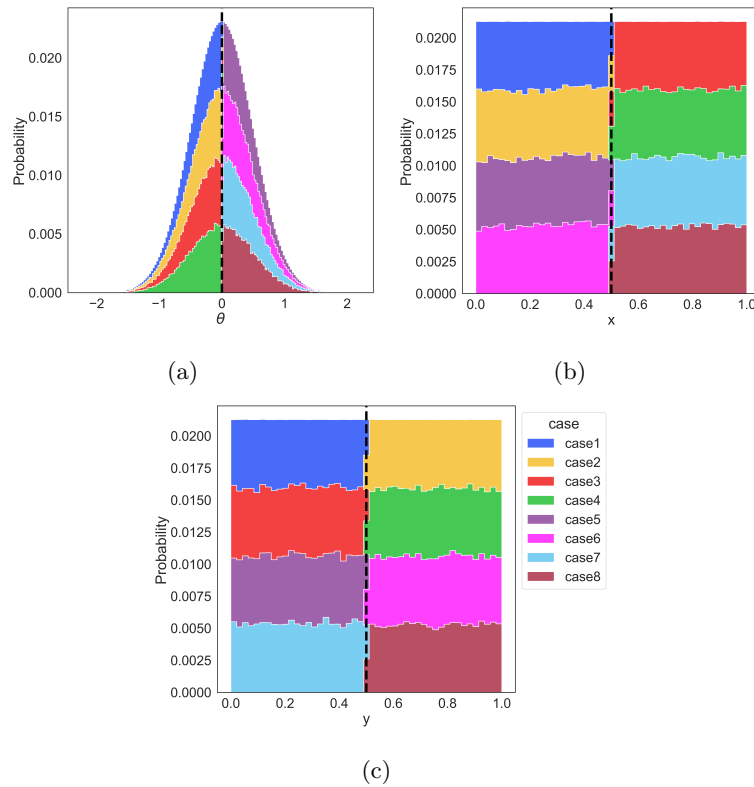 0.020
0.015
0.010
0.005
0.000
Probability
−2 −1 0 1 2
θ
(a)
0.0200
0.0175
0.0150
0.0125
0.0100
0.0075
0.0050
0.0025
0.0000
Probability
0.0 0.2 0.4 0.6 0.8 1.0
x
(b)
0.0200
0.0175
0.0150
0.0125
0.0100
0.0075
0.0050
0.0025
0.0000
Probability
0.0 0.2 0.4 0.6 0.8 1.0
y
case
case1
case2
case3
case4
case5
case6
case7
case8
(c)